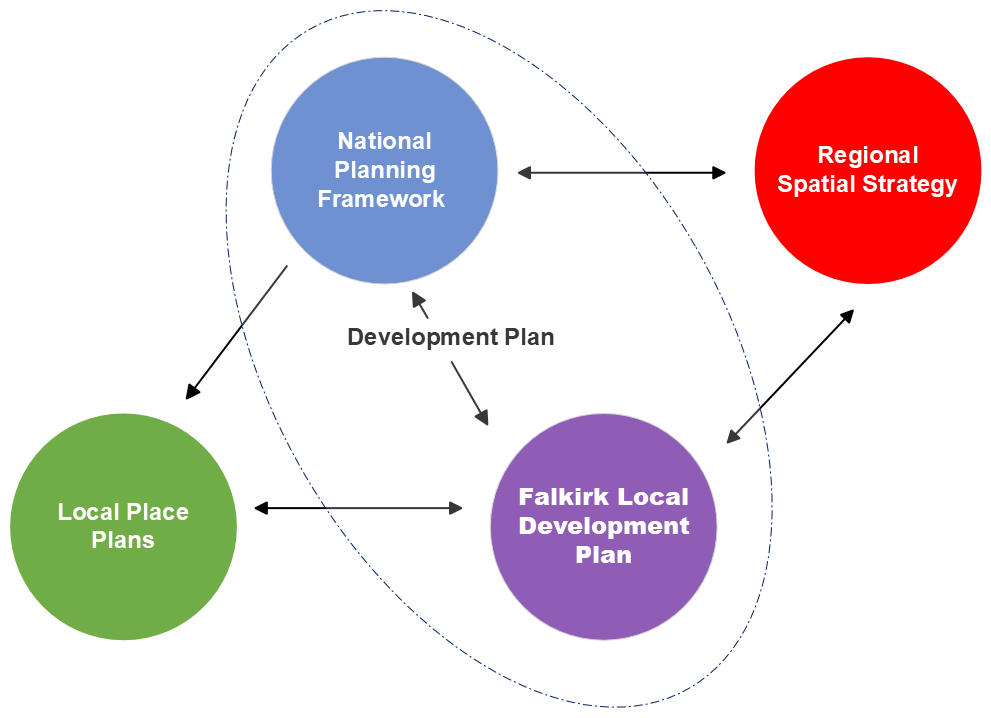 National
Planning
Framework
Regional
Spatial Strategy
Development Plan
Local Place
Plans
Falkirk Local
Development
Plan